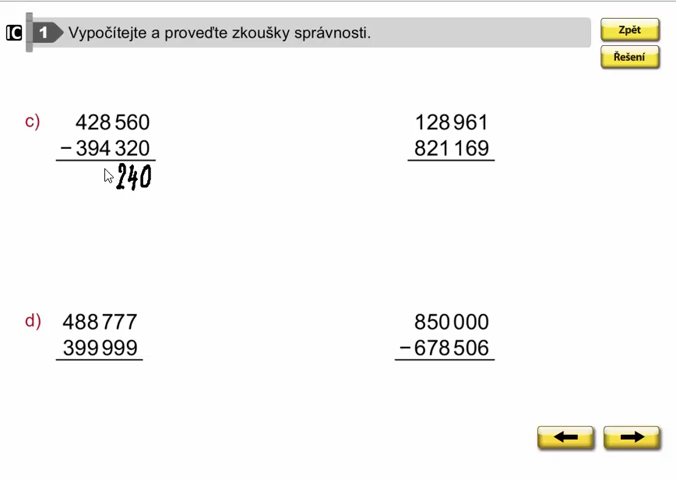 IC 1 Vypočítejte a proveďte zkoušky správnosti.
Zpět
Řešení
c)
428 560
− 394 320
240
128 961
821 169
d)
488 777
399 999
850 000
− 678 506